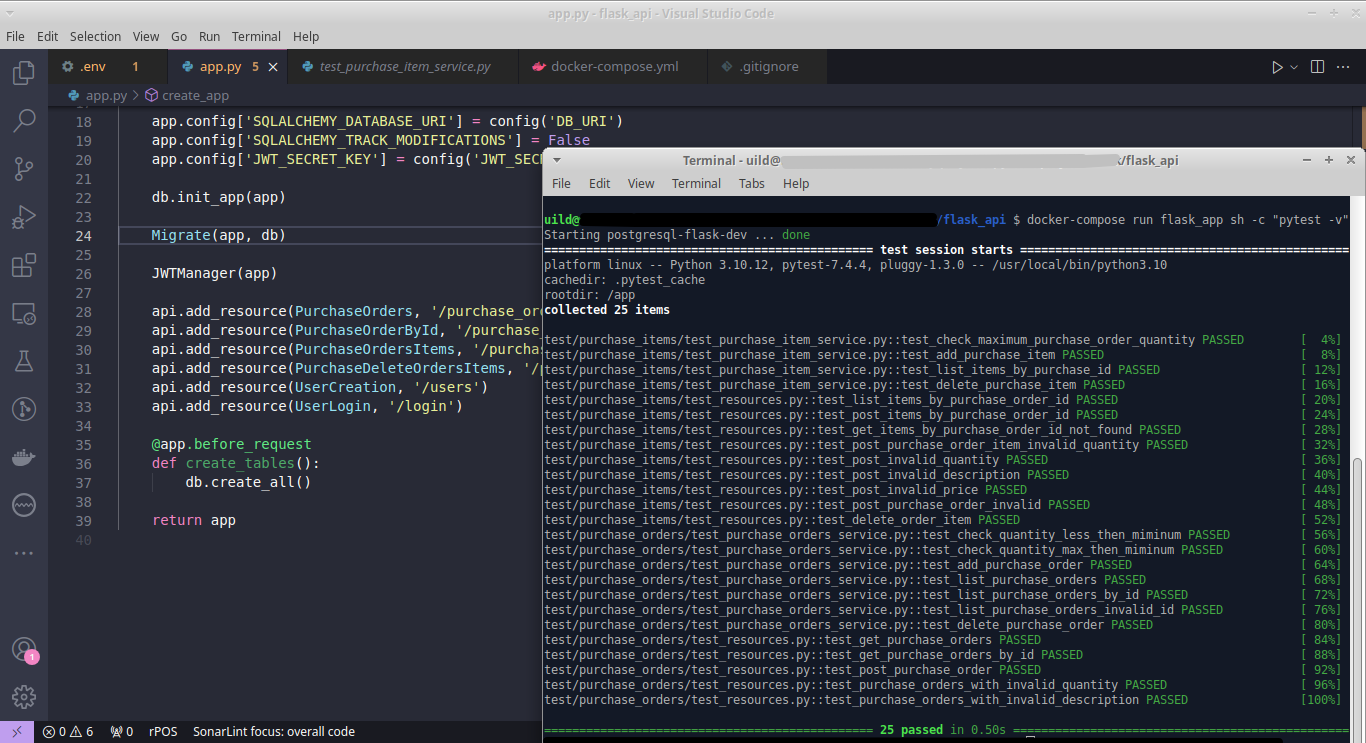 app.py - flask_api - Visual Studio Code
File Edit Selection View Go Run Terminal Help
.env 1 app.py 5 test_purchase_item_service.py docker-compose.yml .gitignore
app.py > create_app
18 app.config['SQLALCHEMY_DATABASE_URI'] = config('DB_URI')
19 app.config['SQLALCHEMY_TRACK_MODIFICATIONS'] = False
20 app.config['JWT_SECRET_KEY'] = config('JWT_SEC
21
22 db.init_app(app)
23
24 Migrate(app, db)
25
26 JWTManager(app)
27
28 api.add_resource(PurchaseOrders, '/purchase_or
29 api.add_resource(PurchaseOrderById, '/purchase_
30 api.add_resource(PurchaseOrdersItems, '/purchas
31 api.add_resource(PurchaseDeleteOrdersItems, '/p
32 api.add_resource(UserCreation, '/users')
33 api.add_resource(UserLogin, '/login')
34
35 @app.before_request
36 def create_tables():
37 db.create_all()
38
39 return app
40
1
0 6 0 rPOS SonarLint focus: overall code
Terminal - uild@ /flask_api
File Edit View Terminal Tabs Help
uild@ /flask_api $ docker-compose run flask_app sh -c "pytest -v"
Starting postgresql-flask-dev ... done
============================================= test session starts =============================================
platform linux -- Python 3.10.12, pytest-7.4.4, pluggy-1.3.0 -- /usr/local/bin/python3.10
cachedir: .pytest_cache
rootdir: /app
collected 25 items
test/purchase_items/test_purchase_item_service.py::test_check_maximum_purchase_order_quantity PASSED [ 4%]
test/purchase_items/test_purchase_item_service.py::test_add_purchase_item PASSED [ 8%]
test/purchase_items/test_purchase_item_service.py::test_list_items_by_purchase_id PASSED [ 12%]
test/purchase_items/test_purchase_item_service.py::test_delete_purchase_item PASSED [ 16%]
test/purchase_items/test_resources.py::test_list_items_by_purchase_order_id PASSED [ 20%]
test/purchase_items/test_resources.py::test_post_items_by_purchase_order_id PASSED [ 24%]
test/purchase_items/test_resources.py::test_get_items_by_purchase_order_id_not_found PASSED [ 28%]
test/purchase_items/test_resources.py::test_post_purchase_order_item_invalid_quantity PASSED [ 32%]
test/purchase_items/test_resources.py::test_post_invalid_quantity PASSED [ 36%]
test/purchase_items/test_resources.py::test_post_invalid_description PASSED [ 40%]
test/purchase_items/test_resources.py::test_post_invalid_price PASSED [ 44%]
test/purchase_items/test_resources.py::test_post_purchase_order_invalid PASSED [ 48%]
test/purchase_items/test_resources.py::test_delete_order_item PASSED [ 52%]
test/purchase_orders/test_purchase_orders_service.py::test_check_quantity_less_then_miminum PASSED [ 56%]
test/purchase_orders/test_purchase_orders_service.py::test_check_quantity_max_then_miminum PASSED [ 60%]
test/purchase_orders/test_purchase_orders_service.py::test_add_purchase_order PASSED [ 64%]
test/purchase_orders/test_purchase_orders_service.py::test_list_purchase_orders PASSED [ 68%]
test/purchase_orders/test_purchase_orders_service.py::test_list_purchase_orders_by_id PASSED [ 72%]
test/purchase_orders/test_purchase_orders_service.py::test_list_purchase_orders_invalid_id PASSED [ 76%]
test/purchase_orders/test_purchase_orders_service.py::test_delete_purchase_order PASSED [ 80%]
test/purchase_orders/test_resources.py::test_get_purchase_orders PASSED [ 84%]
test/purchase_orders/test_resources.py::test_get_purchase_orders_by_id PASSED [ 88%]
test/purchase_orders/test_resources.py::test_post_purchase_order PASSED [ 92%]
test/purchase_orders/test_resources.py::test_purchase_orders_with_invalid_quantity PASSED [ 96%]
test/purchase_orders/test_resources.py::test_purchase_orders_with_invalid_description PASSED [100%]
============================================= 25 passed in 0.50s =============================================